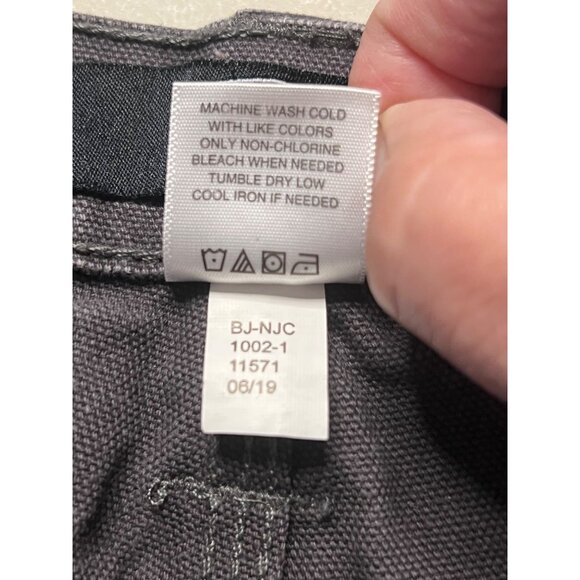 MACHINE WASH COLD
WITH LIKE COLORS
ONLY NON-CHLORINE
BLEACH WHEN NEEDED
TUMBLE DRY LOW
COOL IRON IF NEEDED
BJ-NJC
1002-1
11571
06/19